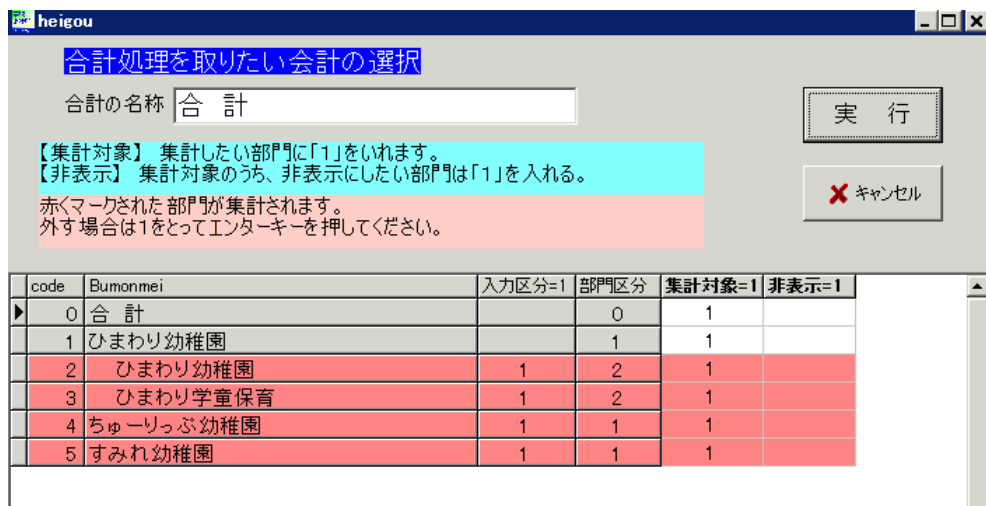 heigou
合計処理を取りたい会計の選択
合計の名称 合　計
実　行
【集計対象】 集計したい部門に「1」をいれます。
【非表示】 集計対象のうち、非表示にしたい部門は「1」を入れる。
キャンセル
赤くマークされた部門が集計されます。
外す場合は1をとってエンターキーを押してください。
code Bumonmei 入力区分=1 部門区分 集計対象=1 非表示=1
0 合　計 0 1
1 ひまわり幼稚園 1 1
2 ひまわり幼稚園 1 2 1
3 ひまわり学童保育 1 2 1
4 ちゅーりっぷ幼稚園 1 1 1
5 すみれ幼稚園 1 1 1